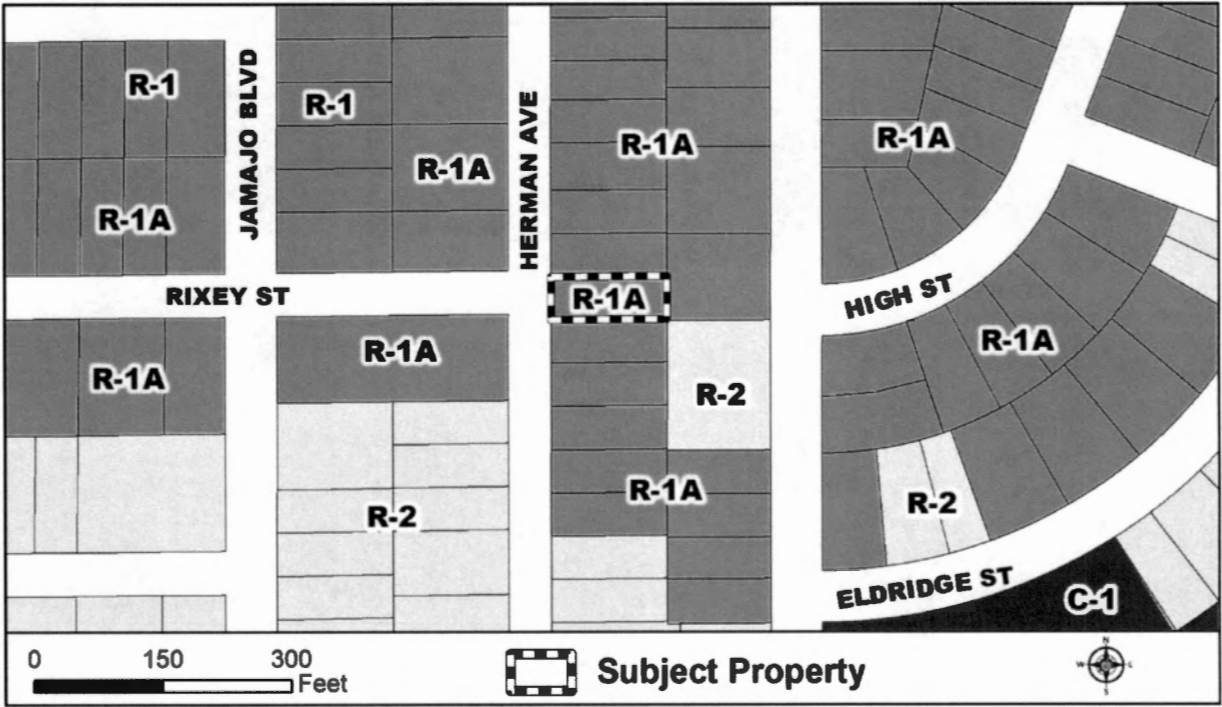 R-1
R-1
R-1A
R-1A
R-1A
R-1A
JAMAJO BLVD
HERMAN AVE
RIXEY ST
R-1A
HIGH ST
R-1A
R-1A
R-1A
R-2
R-1A
R-2
R-2
ELDRIDGE ST
C-1
0 150 300
Feet
Subject Property
N
W
S